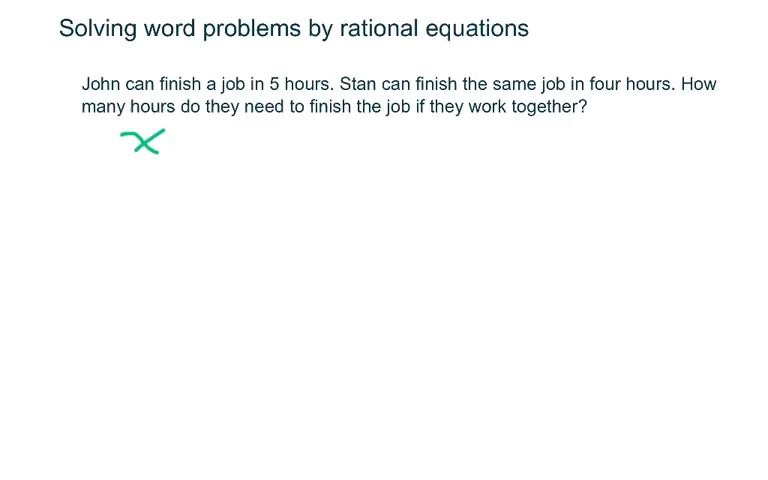 Solving word problems by rational equations
John can finish a job in 5 hours. Stan can finish the same job in four hours. How
many hours do they need to finish the job if they work together?
x